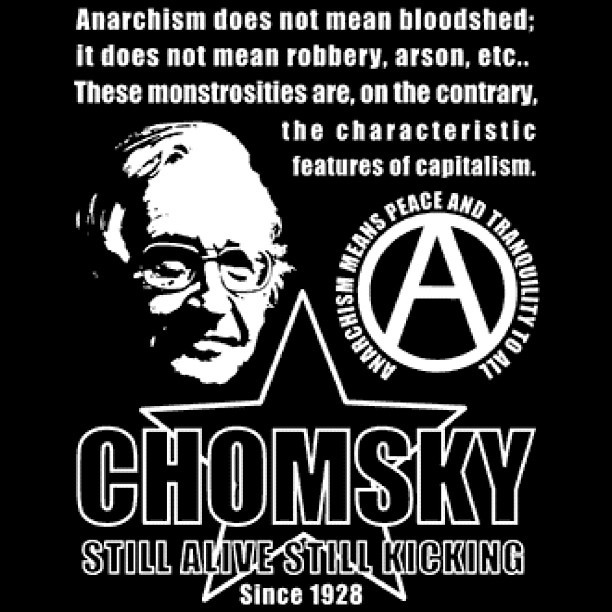 Anarchism does not mean bloodshed;
it does not mean robbery, arson, etc..
These monstrosities are, on the contrary,
the characteristic
features of capitalism.
ANARCHISM MEANS PEACE AND TRANQUILITY TO ALL
A
CHOMSKY
STILL ALIVE STILL KICKING
Since 1928